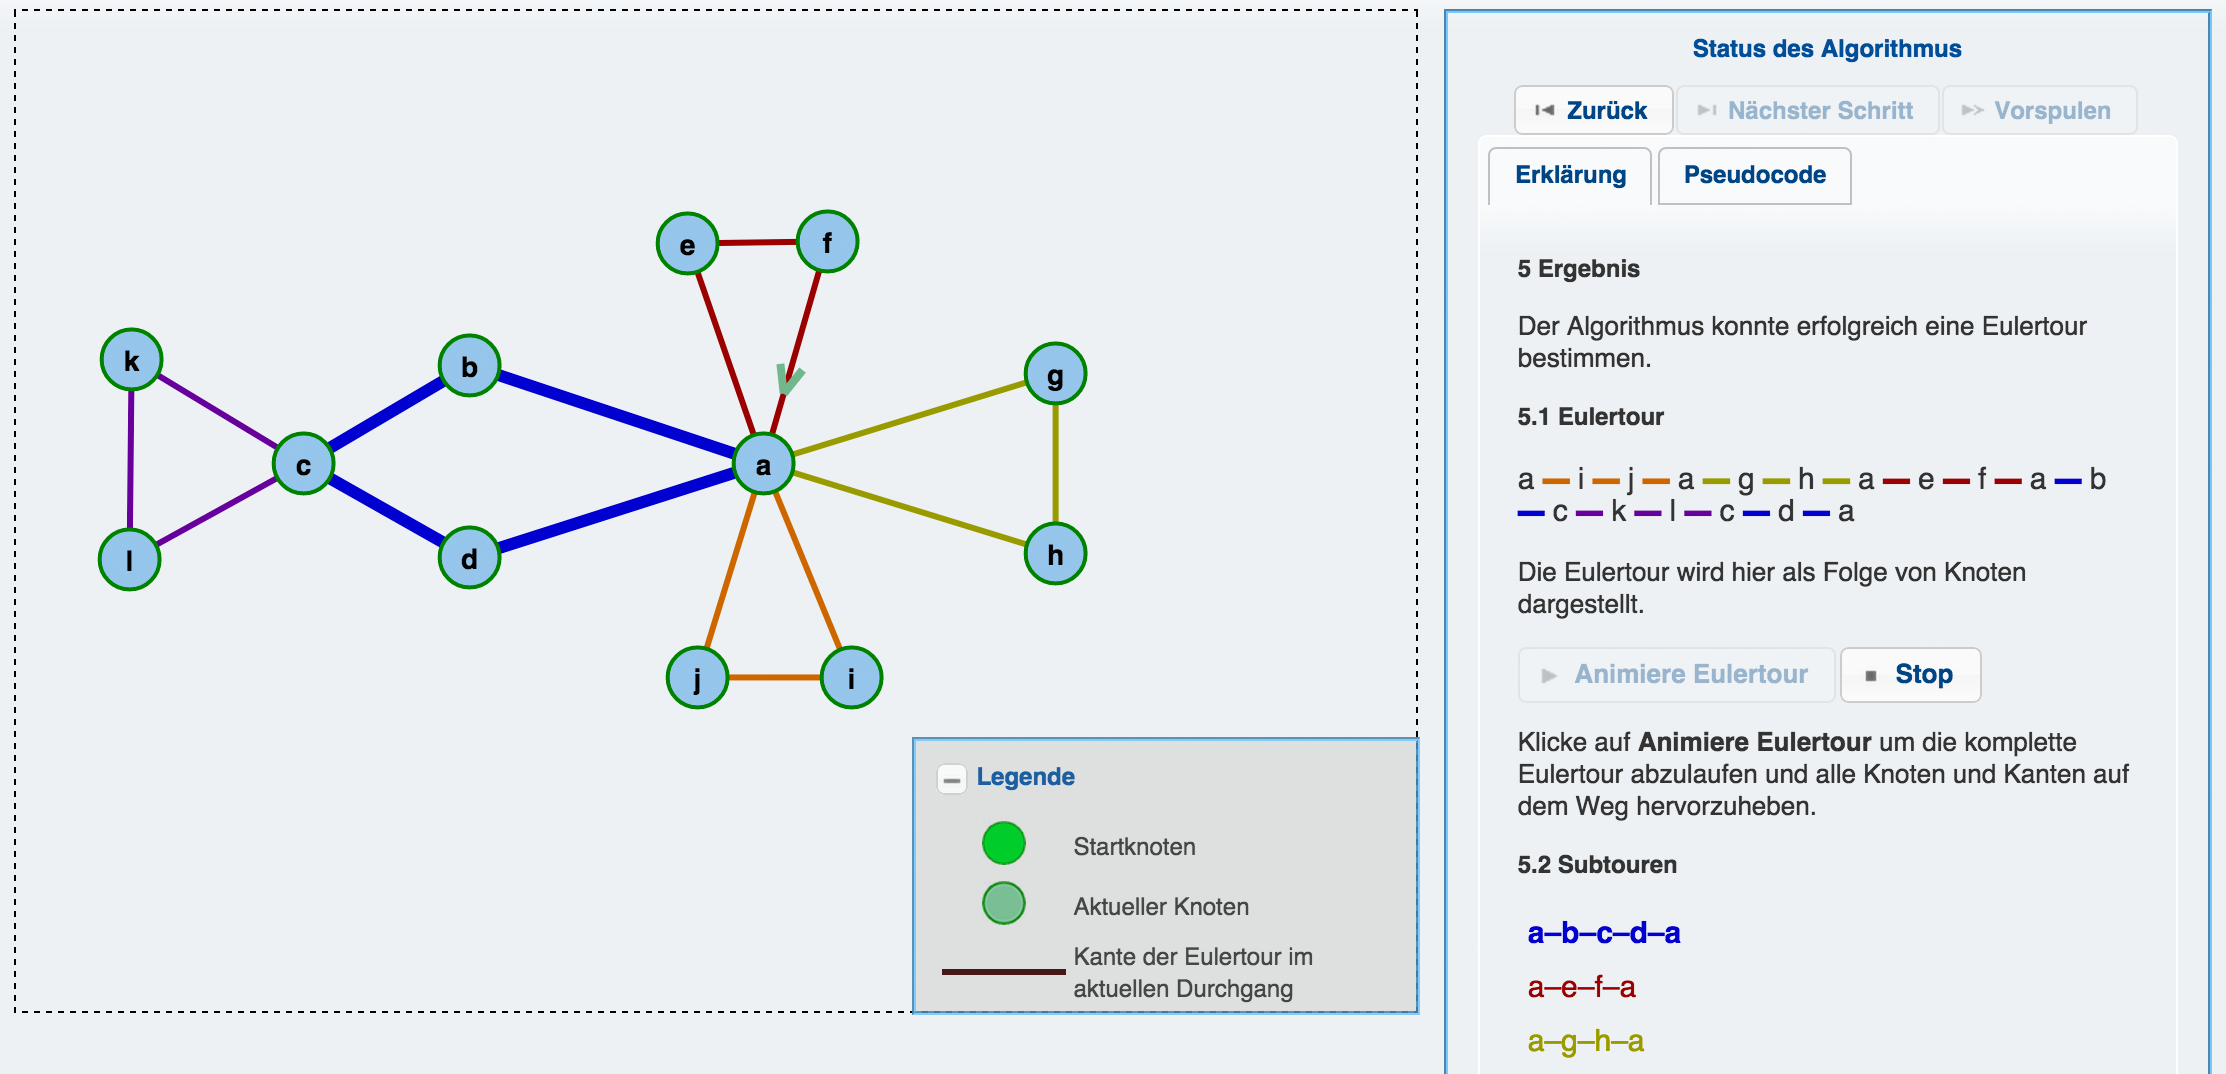 e
f
k
b
g
c
a
l
d
h
j
i
Legende
Startknoten
Aktueller Knoten
Kante der Eulertour im
aktuellen Durchgang
Status des Algorithmus
Zurück
Nächster Schritt
Vorspulen
Erklärung
Pseudocode
5 Ergebnis
Der Algorithmus konnte erfolgreich eine Eulertour
bestimmen.
5.1 Eulertour
a — i — j — a — g — h — a — e — f — a — b
— c — k — l — c — d — a
Die Eulertour wird hier als Folge von Knoten
dargestellt.
Animiere Eulertour
Stop
Klicke auf Animiere Eulertour um die komplette
Eulertour abzulaufen und alle Knoten und Kanten auf
dem Weg hervorzuheben.
5.2 Subtouren
a–b–c–d–a
a–e–f–a
a–g–h–a